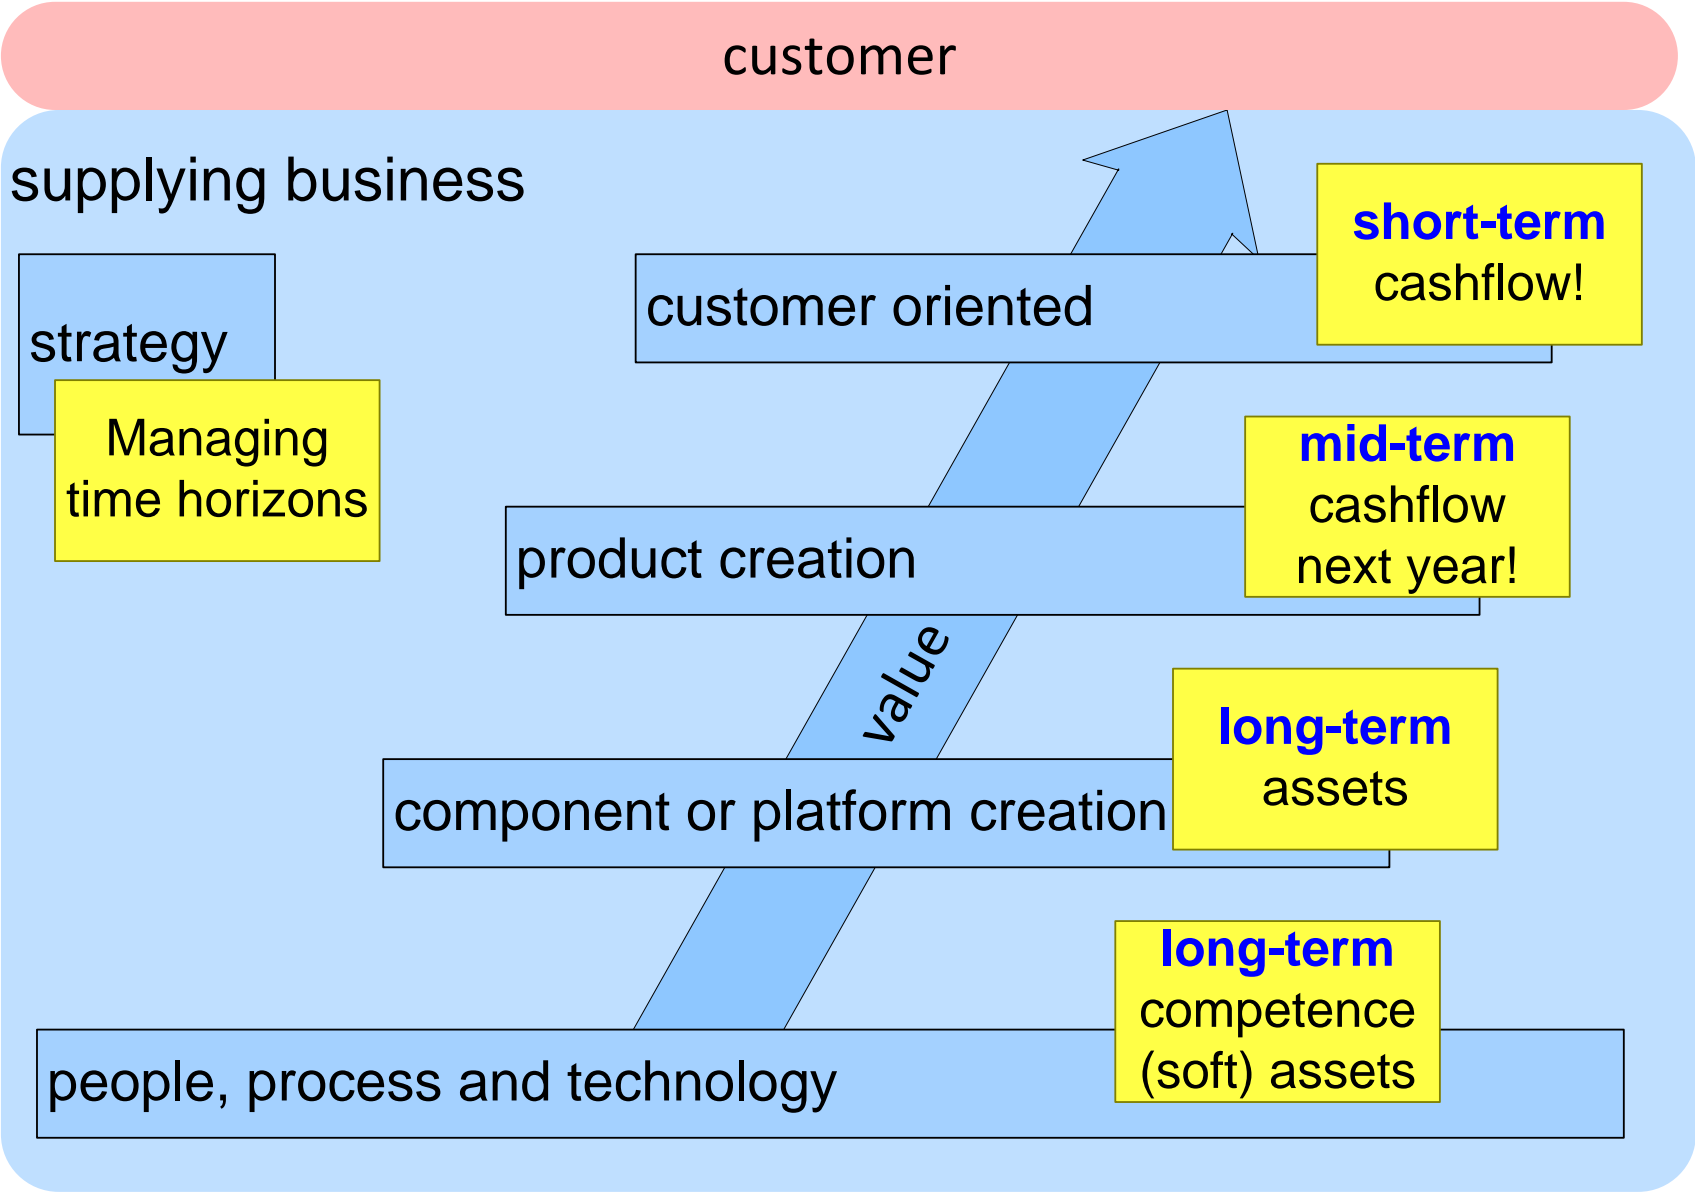 customer
supplying business
short-term
cashflow!
customer oriented
strategy
Managing
time horizons
mid-term
cashflow
next year!
product creation
value
long-term
assets
component or platform creation
long-term
competence
(soft) assets
people, process and technology